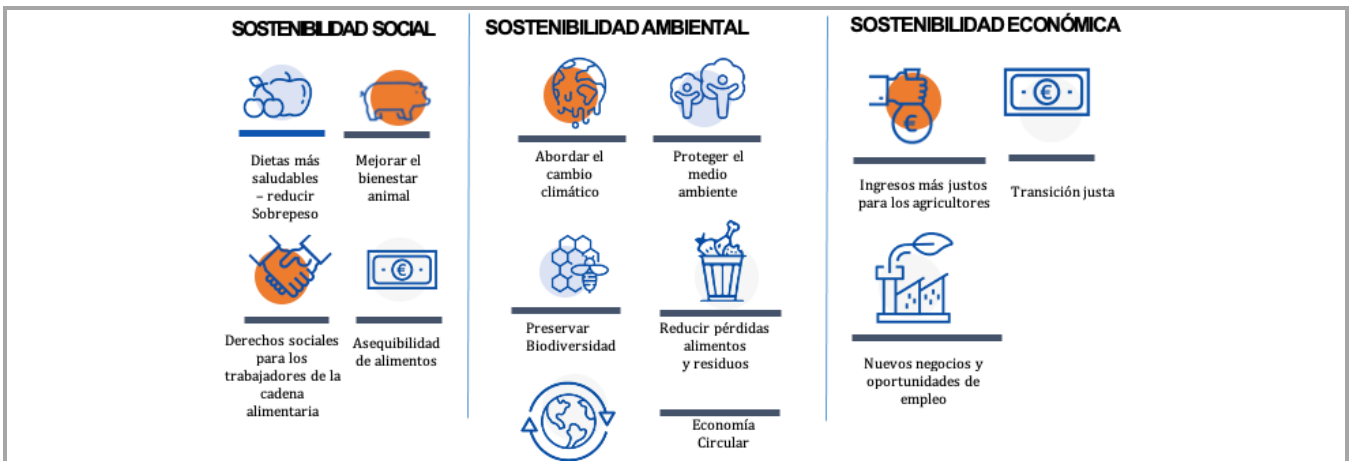 SOSTENIBILIDAD SOCIAL
Dietas más
saludables
– reducir
Sobrepeso
Mejorar el
bienestar
animal
Derechos sociales
para los
trabajadores de la
cadena
alimentaria
€
Asequibilidad
de alimentos
SOSTENIBILIDAD AMBIENTAL
Abordar el
cambio
climático
Proteger el
medio
ambiente
Preservar
Biodiversidad
Reducir pérdidas
alimentos
y residuos
Economía
Circular
SOSTENIBILIDAD ECONÓMICA
€
Ingresos más justos
para los agricultores
€
Transición justa
Nuevos negocios y
oportunidades de
empleo